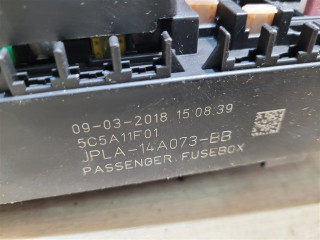 09-03-2018 15:08:39
5C5A11F01
JPLA-14A073-BB
PASSENGER FUSEBOX